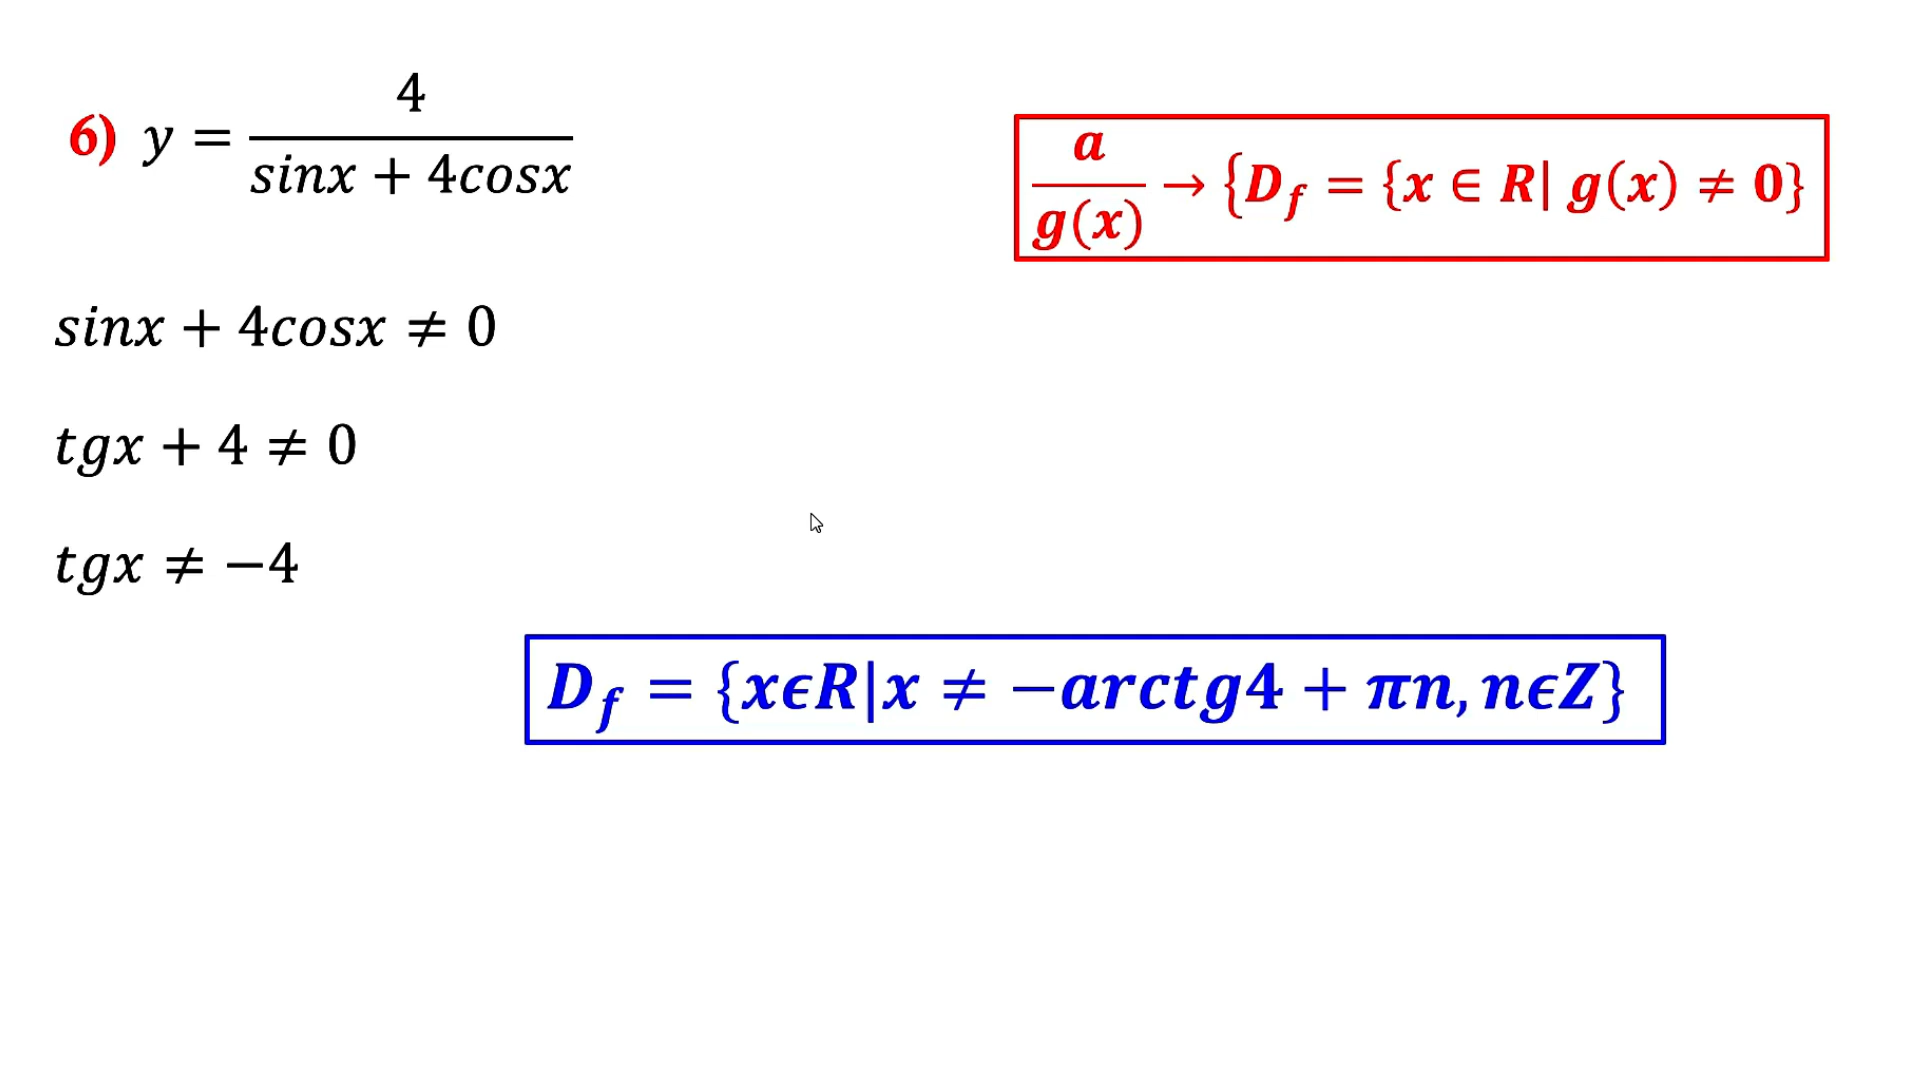 6) y = 4 / (sinx + 4cosx)
a / g(x) → {D_f = {x ∈ R| g(x) ≠ 0}
sinx + 4cosx ≠ 0
tgx + 4 ≠ 0
tgx ≠ −4
D_f = {xϵR|x ≠ −arctg4 + πn, nϵZ}